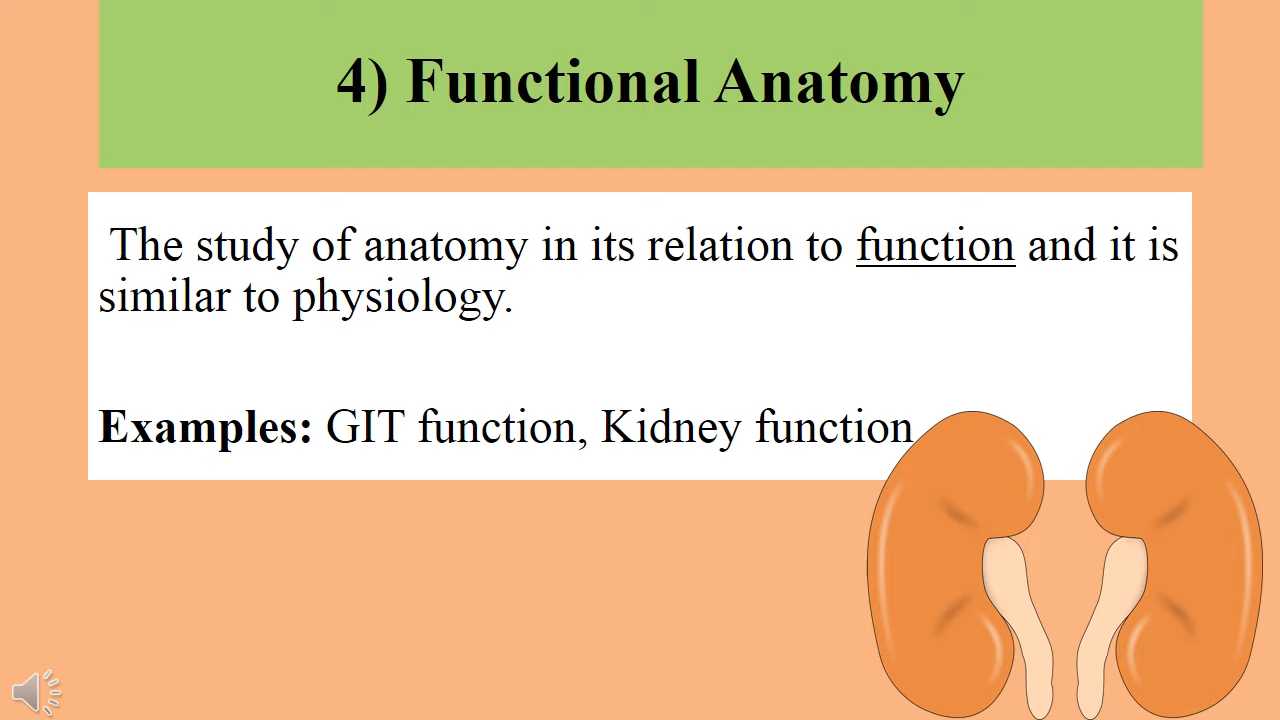 4) Functional Anatomy
The study of anatomy in its relation to function and it is
similar to physiology.
Examples: GIT function, Kidney function